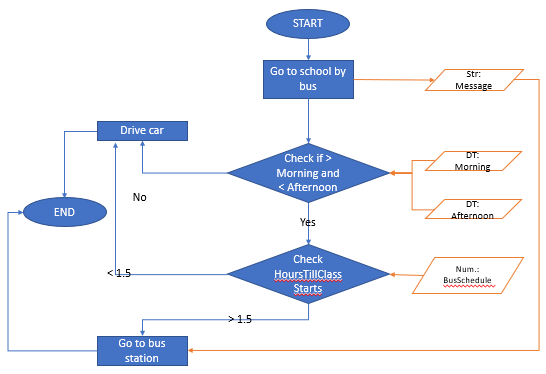 START
Go to school by
bus
Str:
Message
Drive car
Check if >
Morning and
< Afternoon
DT:
Morning
No
DT:
Afternoon
END
Yes
Check
HoursTillClass
Starts
Num.:
BusSchedule
< 1.5
> 1.5
Go to bus
station